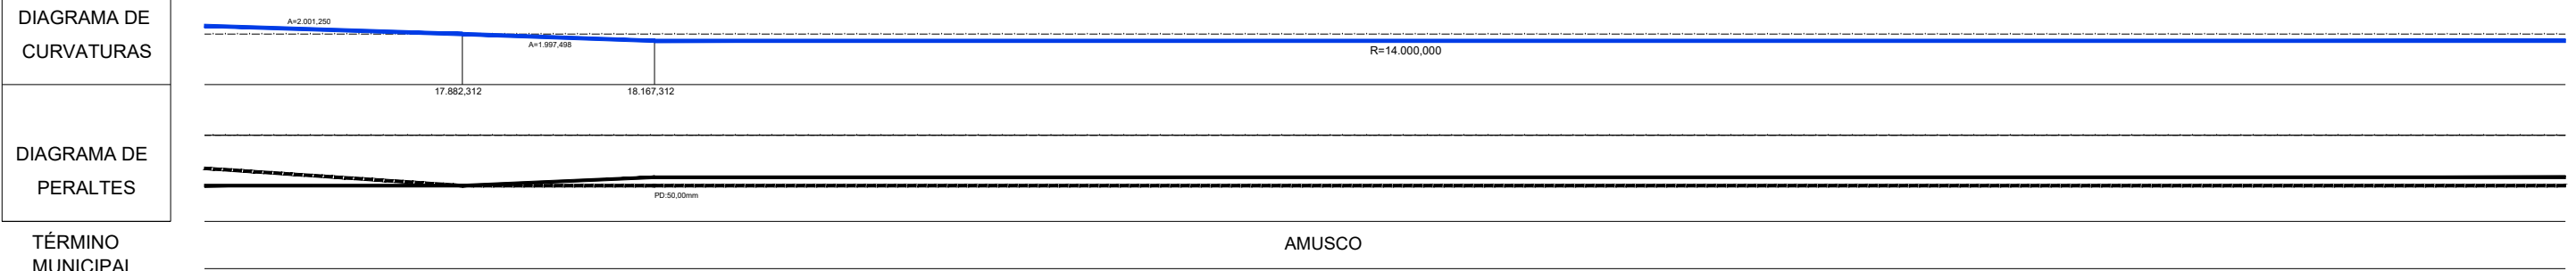 DIAGRAMA DE
CURVATURAS
A=2.001,250
A=1.997,498
R=14.000,000
17.882,312
18.167,312
DIAGRAMA DE
PERALTES
PD:50,00mm
TÉRMINO
MUNICIPAL
AMUSCO